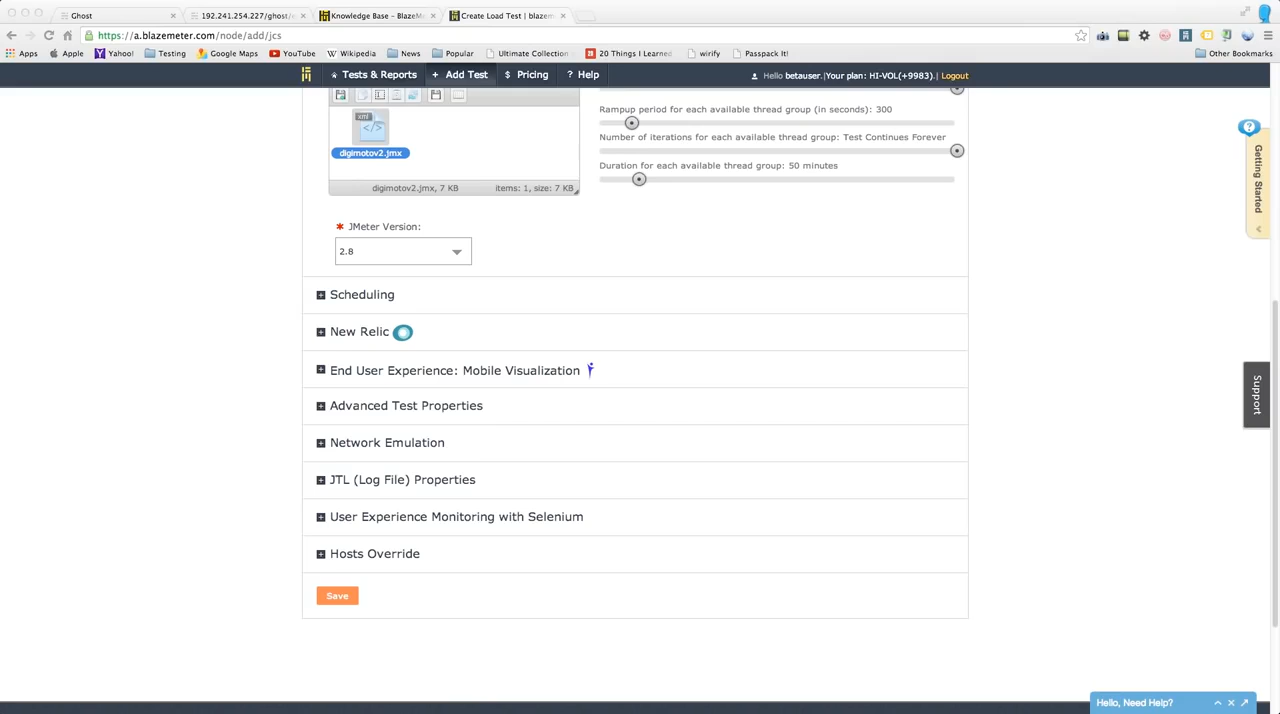 Ghost
192.241.254.227/ghost/e
Knowledge Base – BlazeMe
Create Load Test | blazem
https://a.blazemeter.com/node/add/jcs
Apps Apple Yahoo! Testing Google Maps YouTube Wikipedia News Popular Ultimate Collection 20 Things I Learned wirify Passpack It! Other Bookmarks
Tests & Reports + Add Test $ Pricing ? Help Hello betauser.|Your plan: HI-VOL(+9983).| Logout
Rampup period for each available thread group (in seconds): 300
xml
</>
Number of iterations for each available thread group: Test Continues Forever
digimotov2.jmx
Duration for each available thread group: 50 minutes
digimotov2.jmx, 7 KB items: 1, size: 7 KB
? Getting Started
* JMeter Version:
2.8
Scheduling
New Relic
End User Experience: Mobile Visualization
Advanced Test Properties
Support
Network Emulation
JTL (Log File) Properties
User Experience Monitoring with Selenium
Hosts Override
Save
Hello, Need Help?